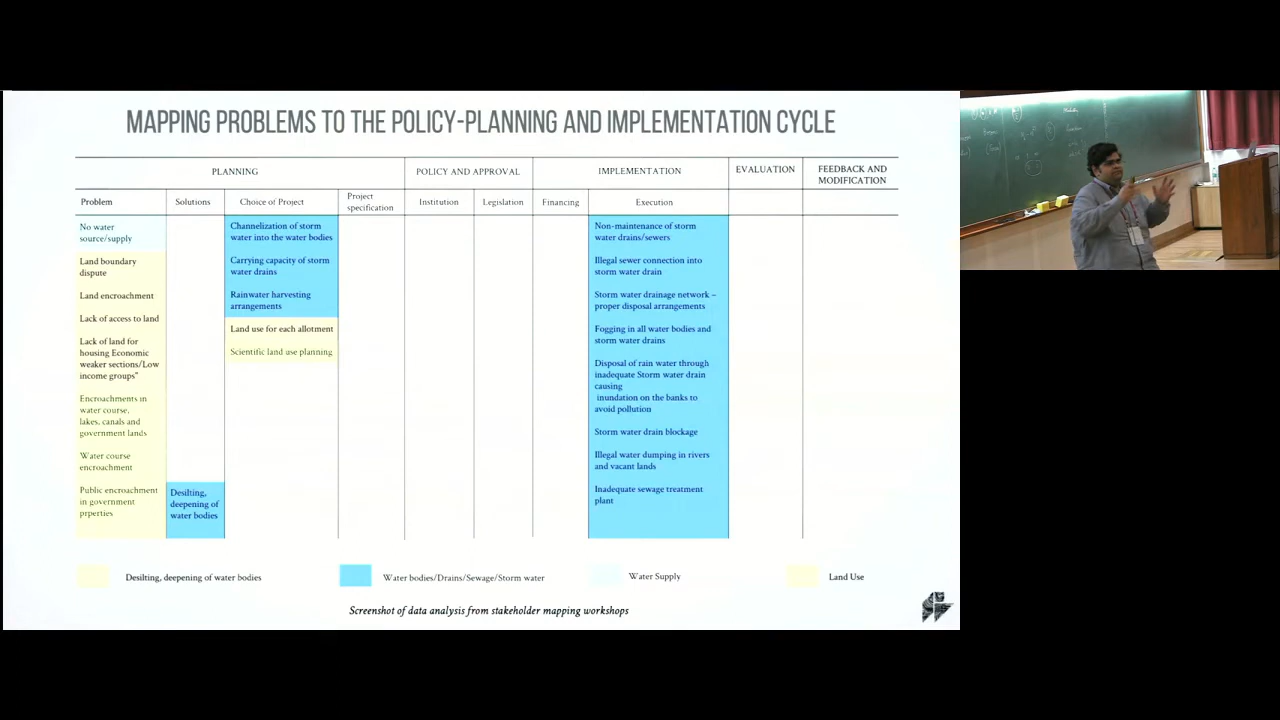 MAPPING PROBLEMS TO THE POLICY-PLANNING AND IMPLEMENTATION CYCLE
PLANNING
POLICY AND APPROVAL
IMPLEMENTATION
EVALUATION
FEEDBACK AND
MODIFICATION
Problem
Solutions
Choice of Project
Project
specification
Institution
Legislation
Financing
Execution
No water
source/supply
Land boundary
dispute
Land encroachment
Lack of access to land
Lack of land for
housing Economic
weaker sections/Low
income groups"
Encroachments in
water course,
lakes, canals and
government lands
Water course
encroachment
Public encroachment
in government
prperties
Desilting,
deepening of
water bodies
Channelization of storm
water into the water bodies
Carrying capacity of storm
water drains
Rainwater harvesting
arrangements
Land use for each allotment
Scientific land use planning
Non-maintenance of storm
water drains/sewers
Illegal sewer connection into
storm water drain
Storm water drainage network –
proper disposal arrangements
Fogging in all water bodies and
storm water drains
Disposal of rain water through
inadequate Storm water drain
causing
inundation on the banks to
avoid pollution
Storm water drain blockage
Illegal water dumping in rivers
and vacant lands
Inadequate sewage treatment
plant
Desilting, deepening of water bodies
Water bodies/Drains/Sewage/Storm water
Water Supply
Land Use
Screenshot of data analysis from stakeholder mapping workshops